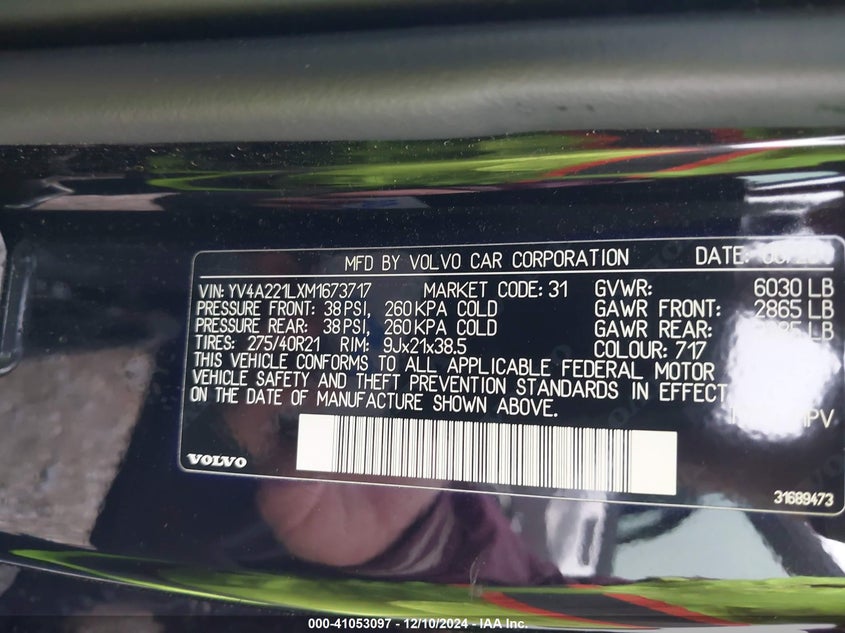 MFD BY VOLVO CAR CORPORATION DATE:
VIN: YV4A221LXM1673717 MARKET CODE: 31 GVWR: 6030 LB
PRESSURE FRONT: 38 PSI, 260 KPA COLD GAWR FRONT: 2865 LB
PRESSURE REAR: 38 PSI, 260 KPA COLD GAWR REAR: LB
TIRES: 275/40R21 RIM: 9Jx21x38.5 COLOUR: 717
THIS VEHICLE CONFORMS TO ALL APPLICABLE FEDERAL MOTOR
VEHICLE SAFETY AND THEFT PREVENTION STANDARDS IN EFFECT
ON THE DATE OF MANUFACTURE SHOWN ABOVE.
MPV
VOLVO
31689473
000-41053097 - 12/10/2024 - IAA Inc.